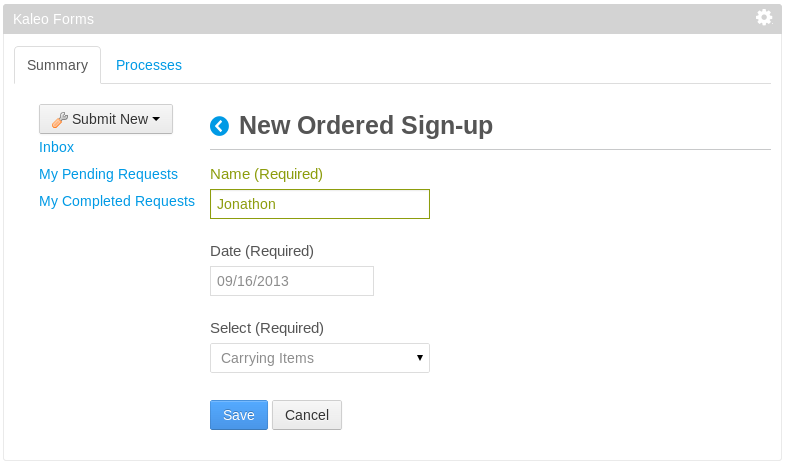 Kaleo Forms
Summary
Processes
Submit New
Inbox
My Pending Requests
My Completed Requests
New Ordered Sign-up
Name (Required)
Jonathon
Date (Required)
09/16/2013
Select (Required)
Carrying Items
Save
Cancel